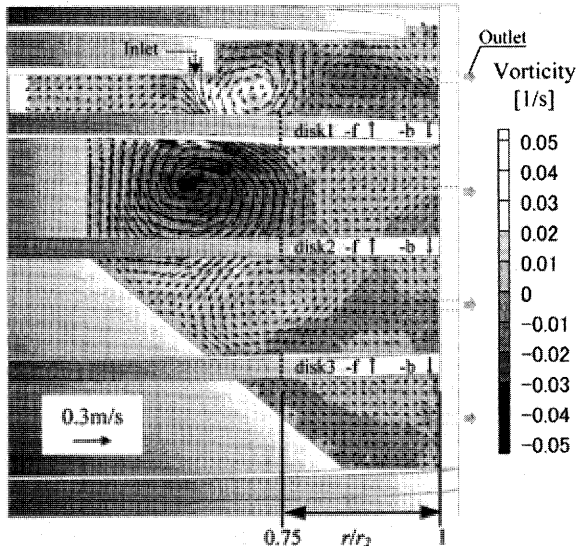 Inlet
Outlet
Vorticity
[1/s]
0.05
0.04
0.03
0.02
0.01
0
-0.01
-0.02
-0.03
-0.04
-0.05
disk1 -f ↑ -b ↓
disk2 -f ↑ -b ↓
disk3 -f ↑ -b ↓
0.3m/s
0.75 r/r2 1